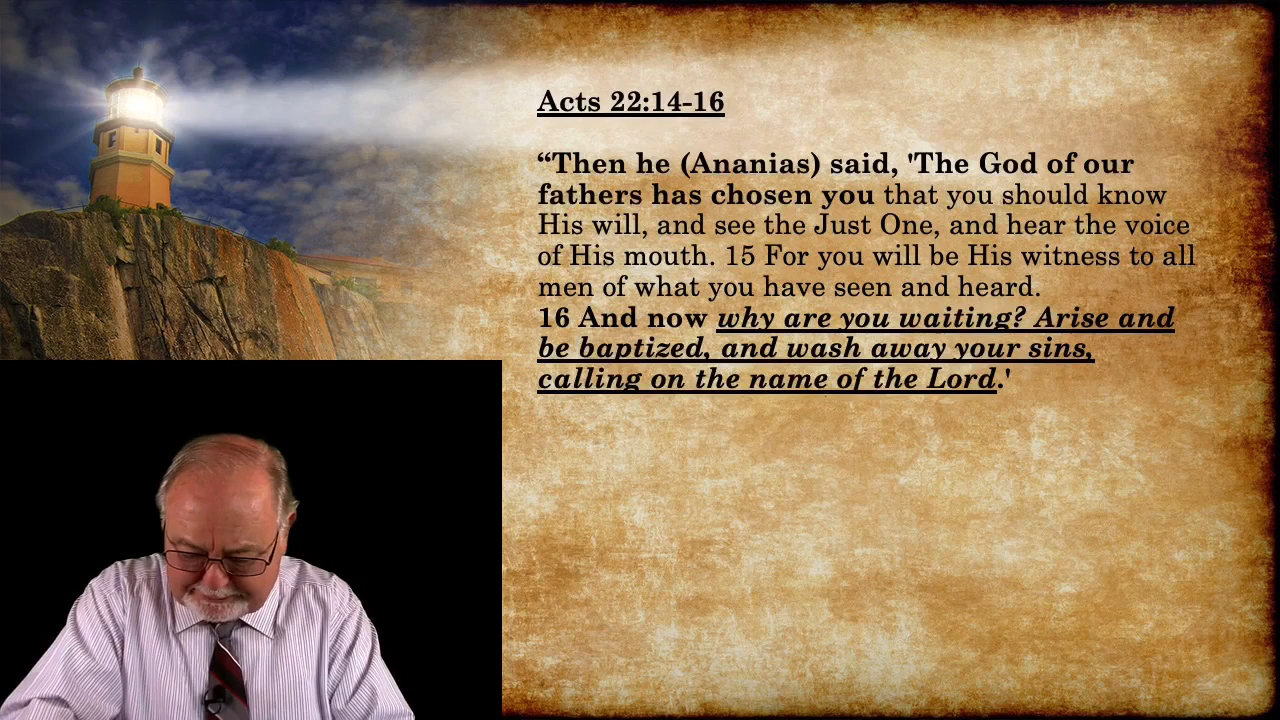 Acts 22:14-16
“Then he (Ananias) said, 'The God of our
fathers has chosen you that you should know
His will, and see the Just One, and hear the voice
of His mouth. 15 For you will be His witness to all
men of what you have seen and heard.
16 And now why are you waiting? Arise and
be baptized, and wash away your sins,
calling on the name of the Lord.'